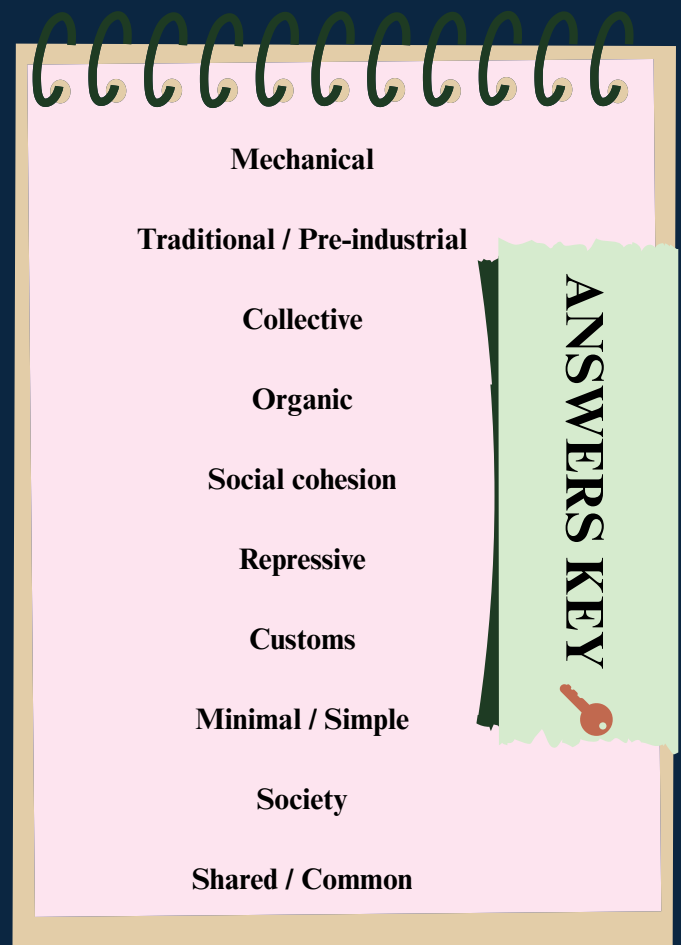 Mechanical
Traditional / Pre-industrial
Collective
Organic
Social cohesion
Repressive
Customs
Minimal / Simple
Society
Shared / Common
ANSWERS KEY